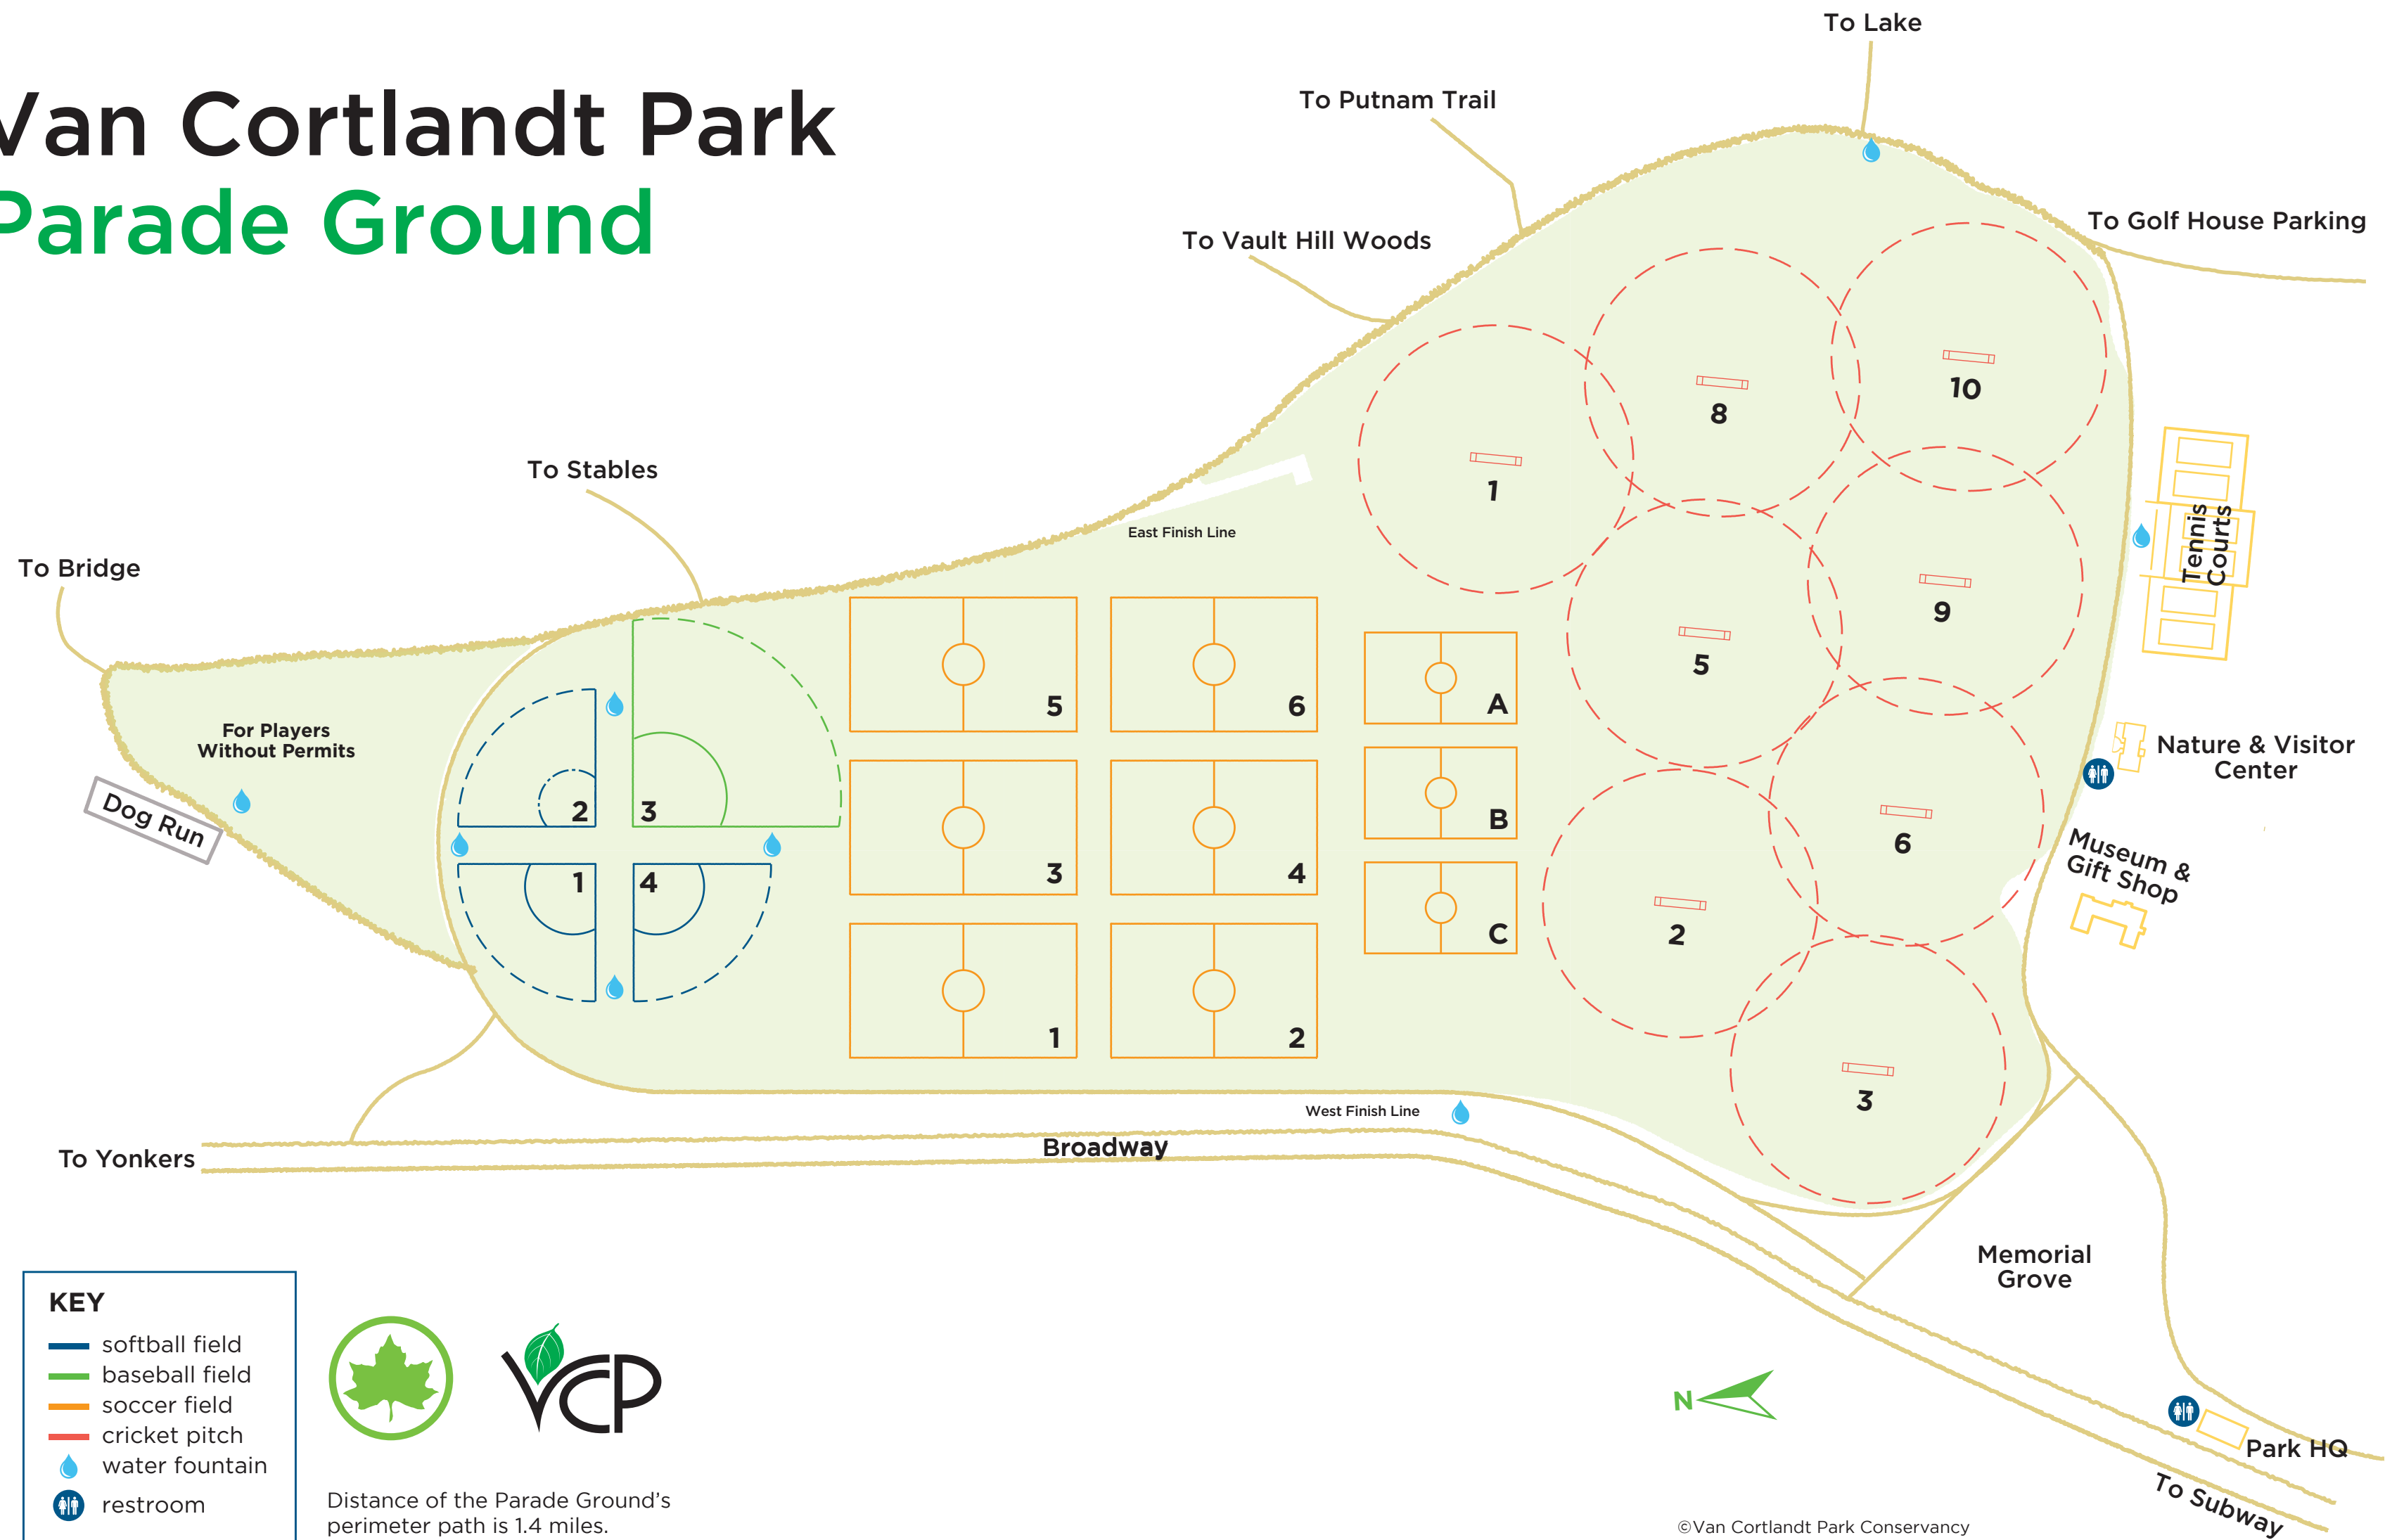 Van Cortlandt Park
Parade Ground
To Lake
To Putnam Trail
To Vault Hill Woods
To Golf House Parking
To Stables
To Bridge
East Finish Line
For Players
Without Permits
Dog Run
2
3
1
4
5
6
3
4
1
2
A
B
C
1
8
10
5
9
2
6
3
Tennis
Courts
Nature & Visitor
Center
Museum &
Gift Shop
West Finish Line
Broadway
To Yonkers
Memorial
Grove
Park HQ
To Subway
N
KEY
softball field
baseball field
soccer field
cricket pitch
water fountain
restroom
VCP
Distance of the Parade Ground's
perimeter path is 1.4 miles.
©Van Cortlandt Park Conservancy